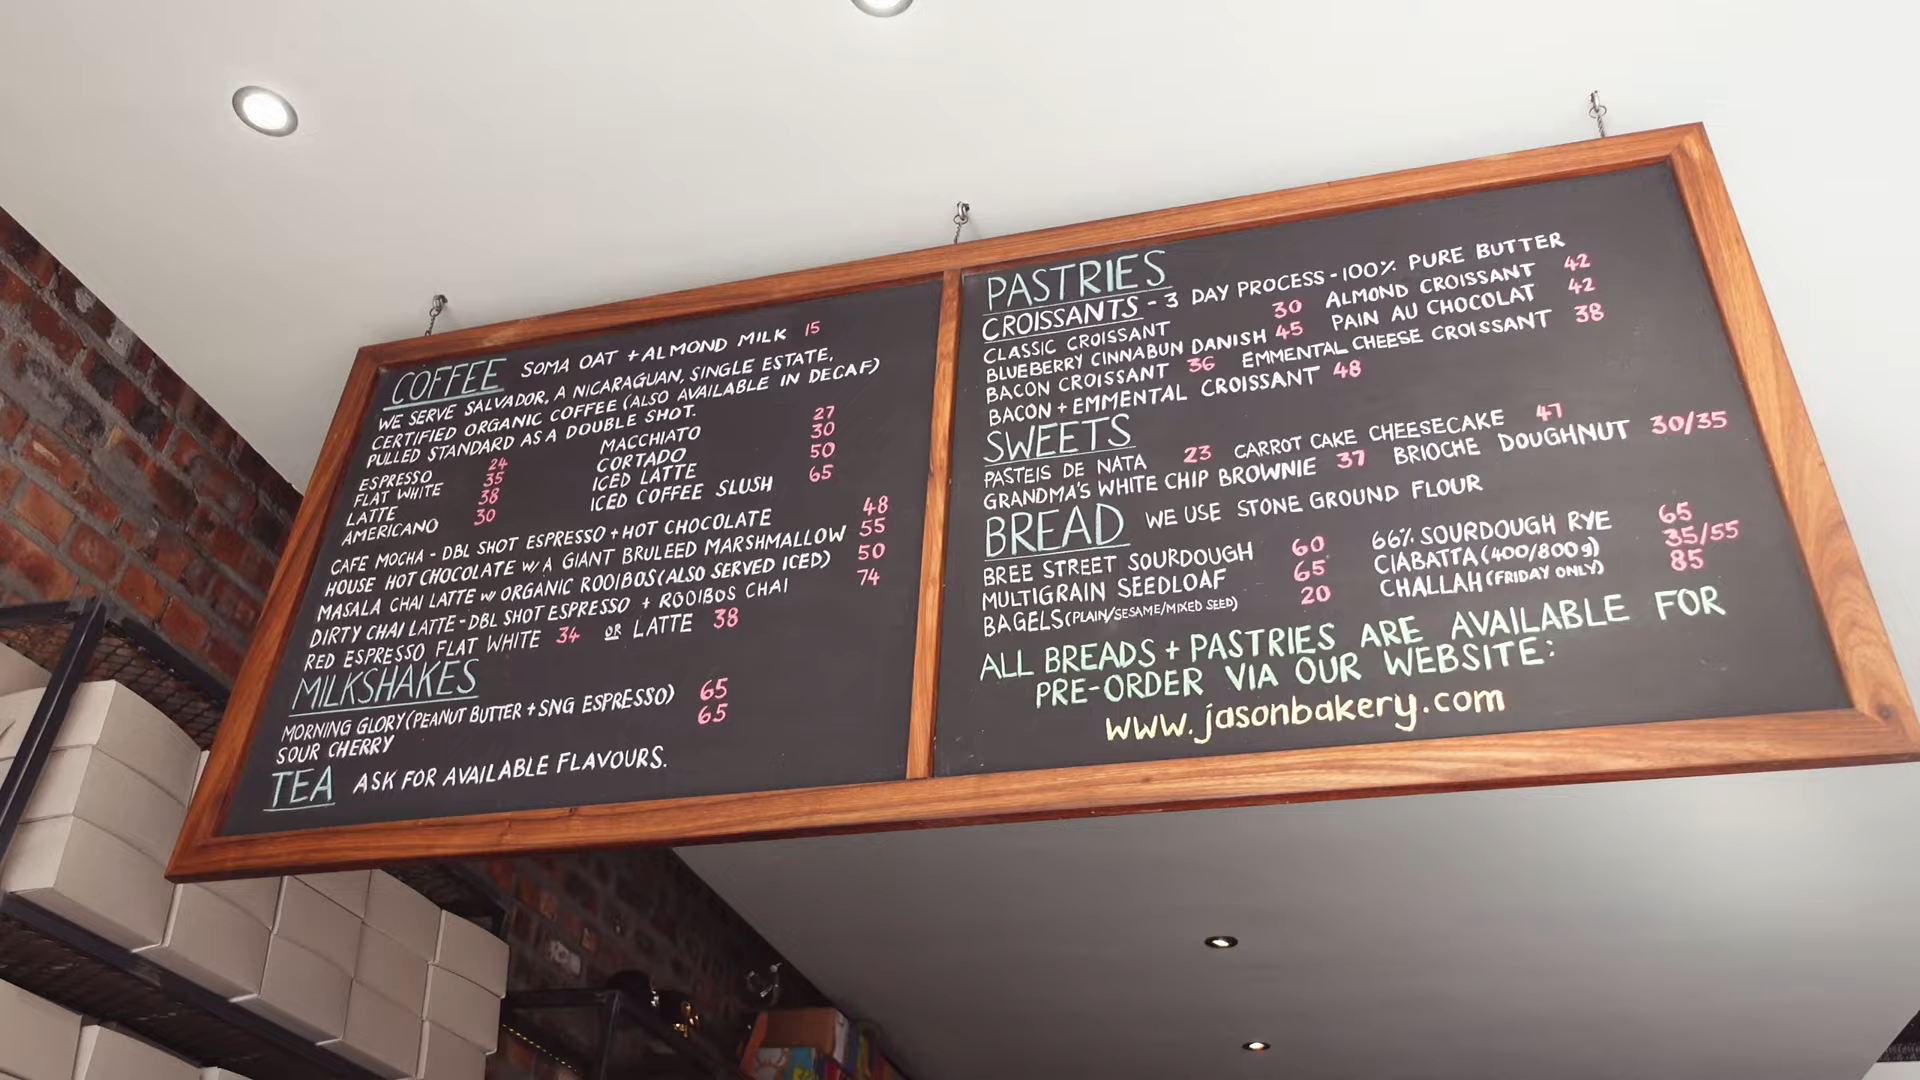 COFFEE SOMA OAT + ALMOND MILK 15
WE SERVE SALVADOR, A NICARAGUAN, SINGLE ESTATE,
CERTIFIED ORGANIC COFFEE (ALSO AVAILABLE IN DECAF)
PULLED STANDARD AS A DOUBLE SHOT.
ESPRESSO 24 MACCHIATO 27
FLAT WHITE 35 CORTADO 30
LATTE 38 ICED LATTE 50
AMERICANO 30 ICED COFFEE SLUSH 65
CAFE MOCHA - DBL SHOT ESPRESSO + HOT CHOCOLATE 48
HOUSE HOT CHOCOLATE W/ A GIANT BRULEED MARSHMALLOW 55
MASALA CHAI LATTE W/ ORGANIC ROOIBOS (ALSO SERVED ICED) 50
DIRTY CHAI LATTE - DBL SHOT ESPRESSO + ROOIBOS CHAI 74
RED ESPRESSO FLAT WHITE 34 OR LATTE 38
MILKSHAKES
MORNING GLORY (PEANUT BUTTER + SNG ESPRESSO) 65
SOUR CHERRY 65
TEA ASK FOR AVAILABLE FLAVOURS.
PASTRIES
CROISSANTS - 3 DAY PROCESS - 100% PURE BUTTER
CLASSIC CROISSANT 30 ALMOND CROISSANT 42
BLUEBERRY CINNABUN DANISH 45 PAIN AU CHOCOLAT 42
BACON CROISSANT 36 EMMENTAL CHEESE CROISSANT 38
BACON + EMMENTAL CROISSANT 48
SWEETS
PASTEIS DE NATA 23 CARROT CAKE CHEESECAKE 47
GRANDMA'S WHITE CHIP BROWNIE 37 BRIOCHE DOUGHNUT 30/35
BREAD WE USE STONE GROUND FLOUR
BREE STREET SOURDOUGH 60 66% SOURDOUGH RYE 65
MULTIGRAIN SEEDLOAF 65 CIABATTA (400/800g) 35/55
BAGELS (PLAIN/SESAME/MIXED SEED) 20 CHALLAH (FRIDAY ONLY) 85
ALL BREADS + PASTRIES ARE AVAILABLE FOR
PRE-ORDER VIA OUR WEBSITE:
www.jasonbakery.com